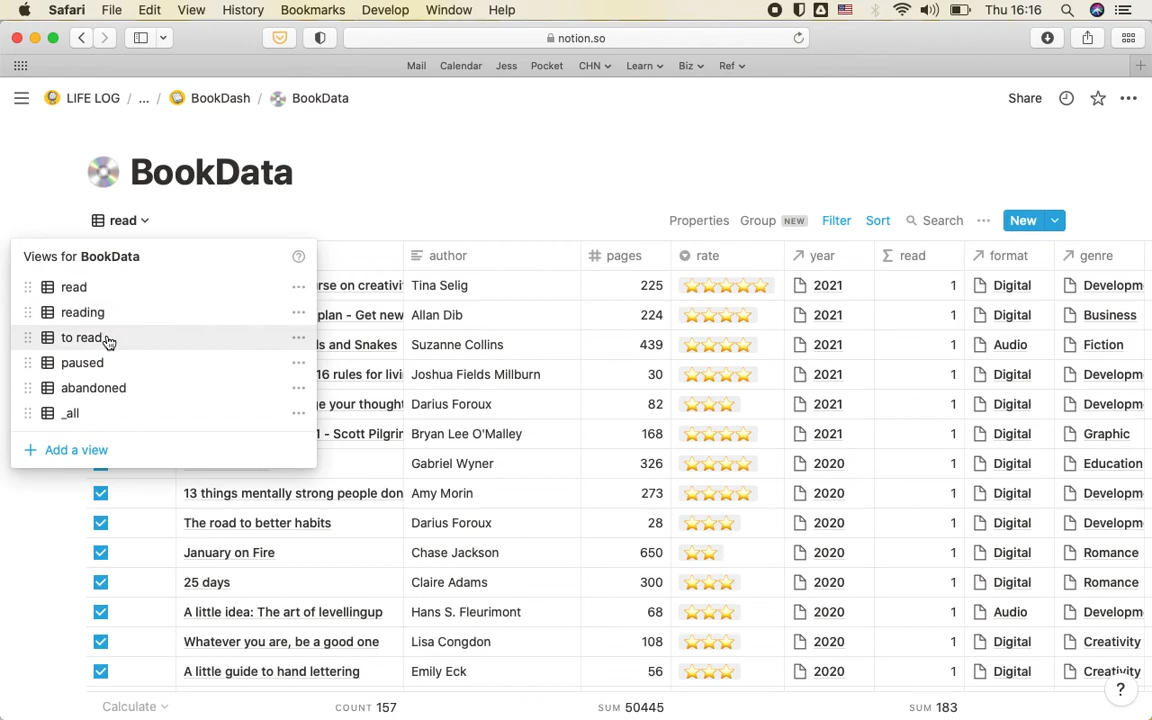 Safari File Edit View History Bookmarks Develop Window Help Thu 16:16
notion.so
Mail Calendar Jess Pocket CHN Learn Biz Ref
LIFE LOG / ... / BookDash / BookData Share
BookData
read Properties Group NEW Filter Sort Search New
Views for BookData
read
reading
to read
paused
abandoned
_all
Add a view
author pages rate year read format genre
rse on creativi Tina Selig 225 2021 1 Digital Developm
plan - Get new Allan Dib 224 2021 1 Digital Business
ls and Snakes Suzanne Collins 439 2021 1 Audio Fiction
16 rules for livi Joshua Fields Millburn 30 2021 1 Digital Developm
ge your thought Darius Foroux 82 2021 1 Digital Developm
1 - Scott Pilgrir Bryan Lee O'Malley 168 2021 1 Digital Graphic
Gabriel Wyner 326 2020 1 Digital Education
13 things mentally strong people don Amy Morin 273 2020 1 Digital Developm
The road to better habits Darius Foroux 28 2020 1 Digital Developm
January on Fire Chase Jackson 650 2020 1 Digital Romance
25 days Claire Adams 300 2020 1 Digital Romance
A little idea: The art of levellingup Hans S. Fleurimont 68 2020 1 Audio Developm
Whatever you are, be a good one Lisa Congdon 108 2020 1 Digital Creativity
A little guide to hand lettering Emily Eck 56 2020 1 Digital Creativity
Calculate COUNT 157 SUM 50445 SUM 183
?